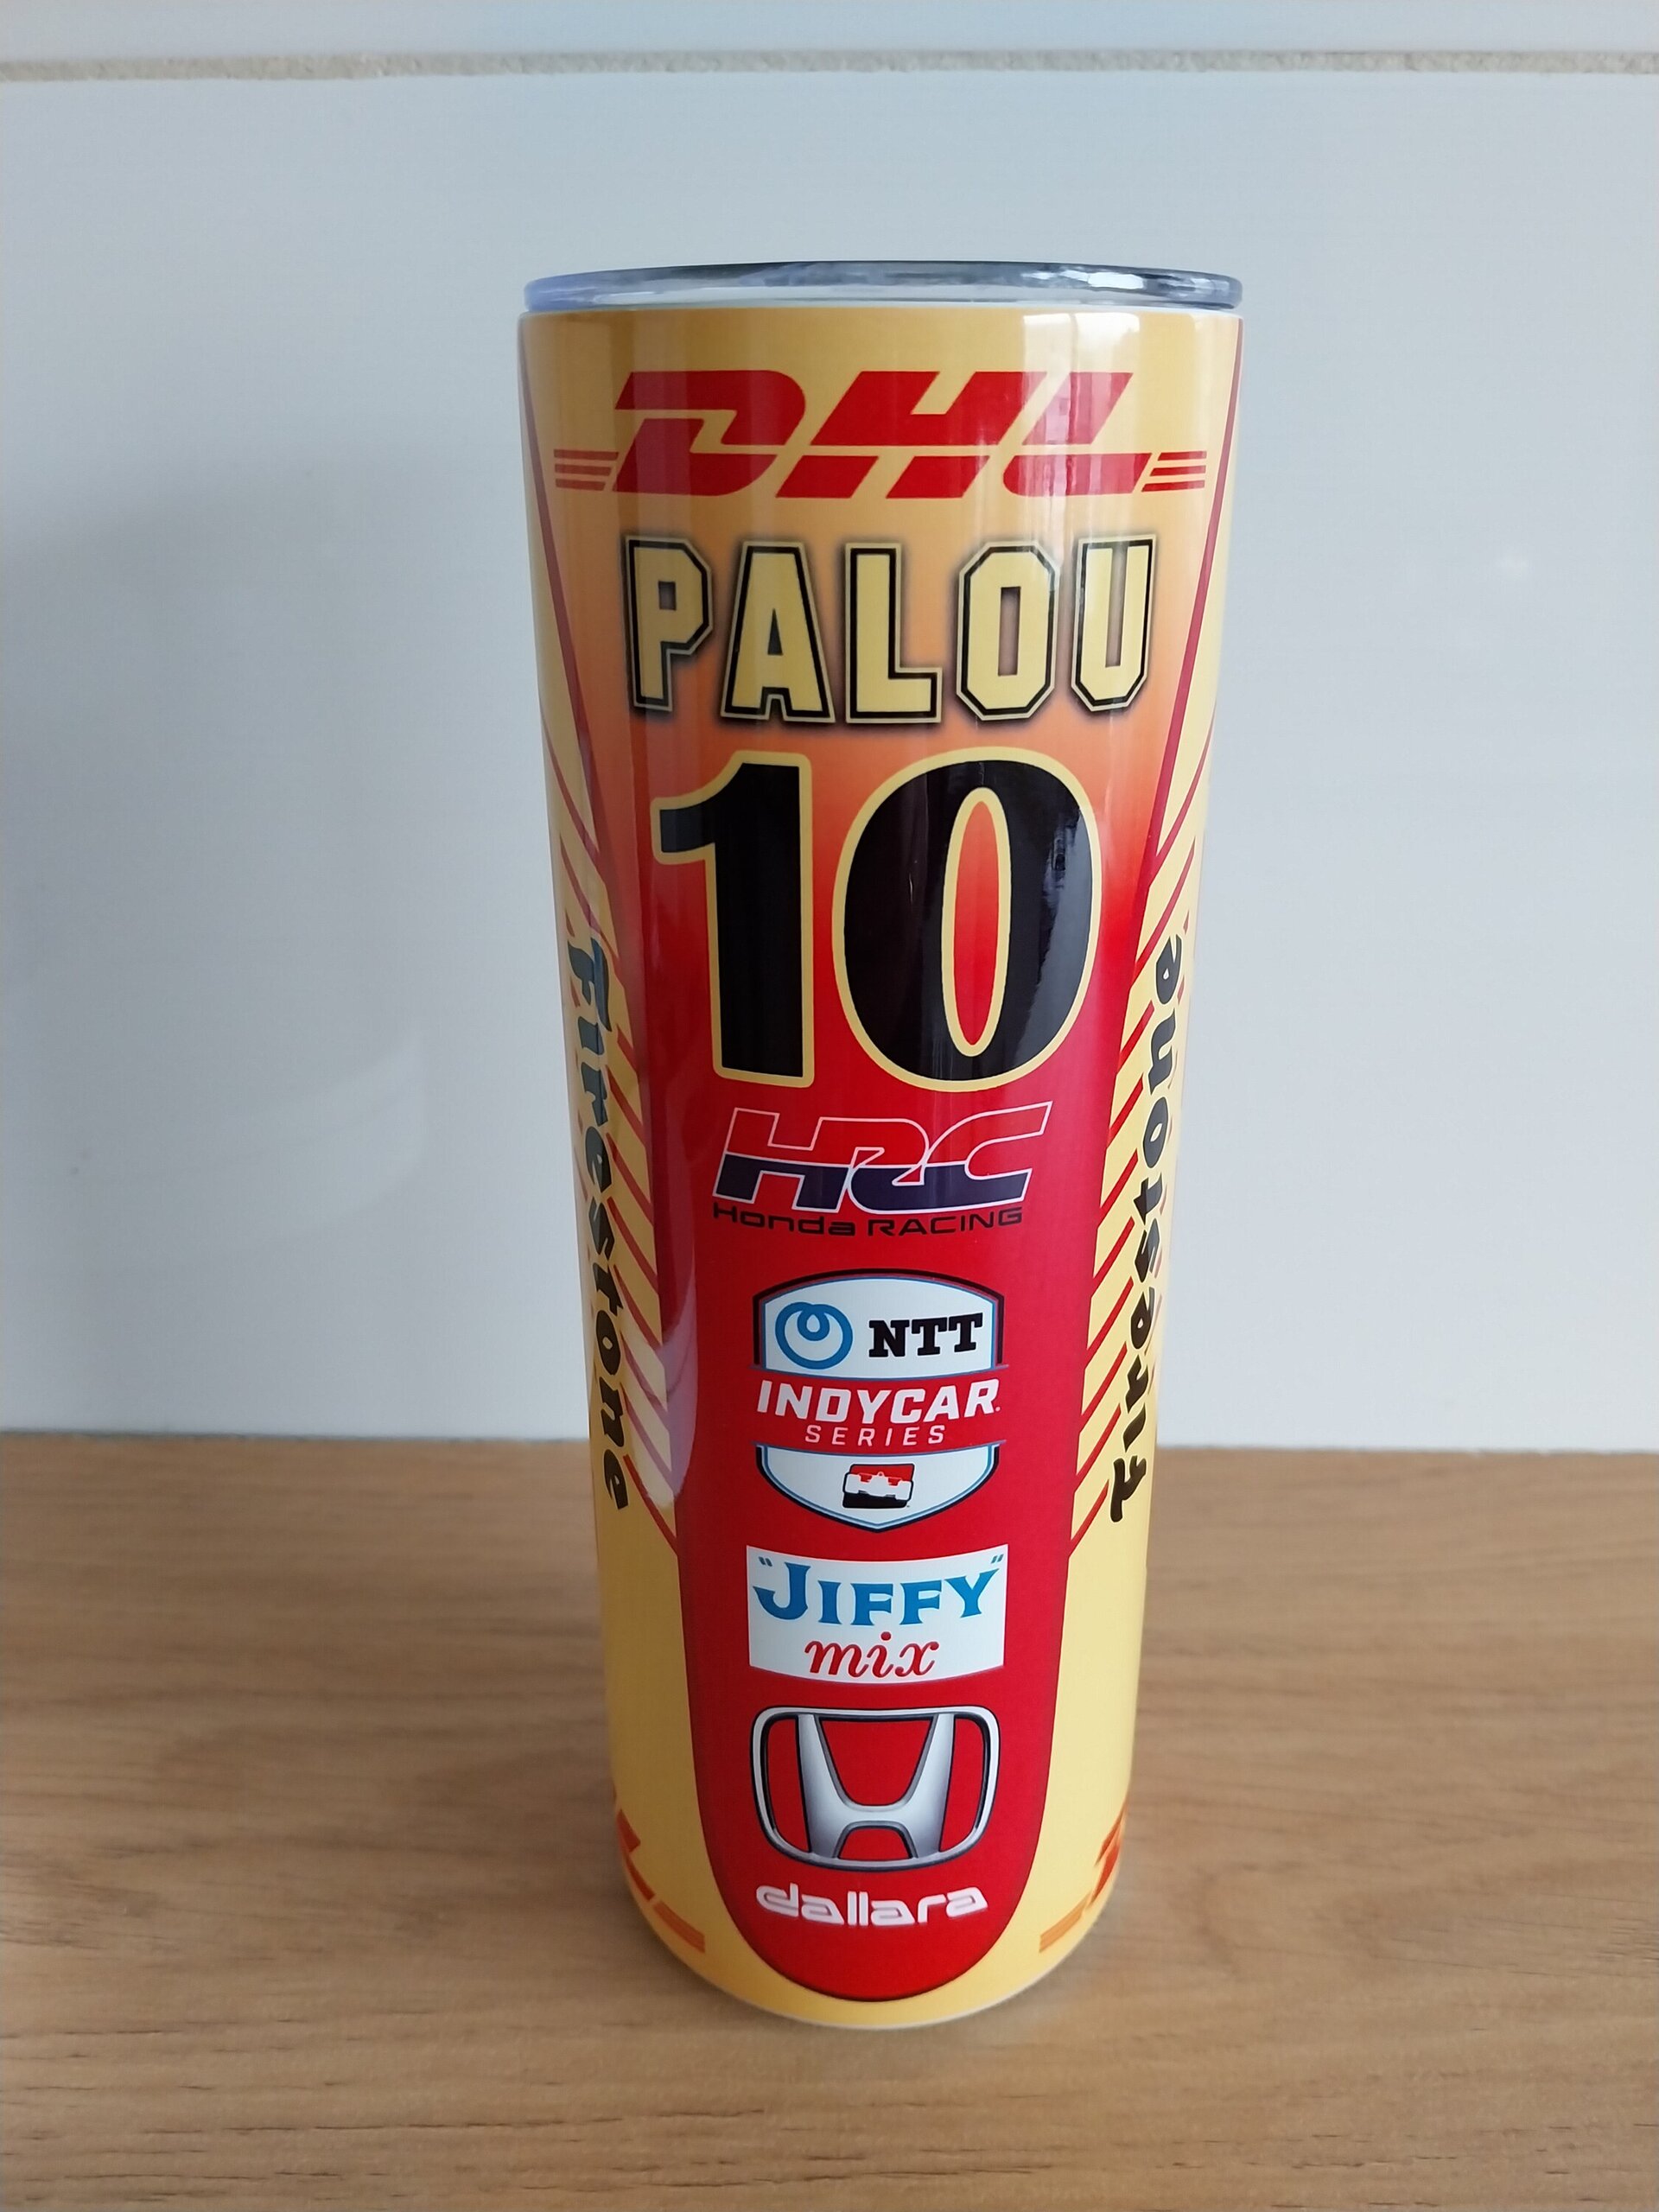 DHL
PALOU
10
HRC
Honda RACING
NTT
INDYCAR
SERIES
"JIFFY"
mix
dallara
Firestone
Firestone